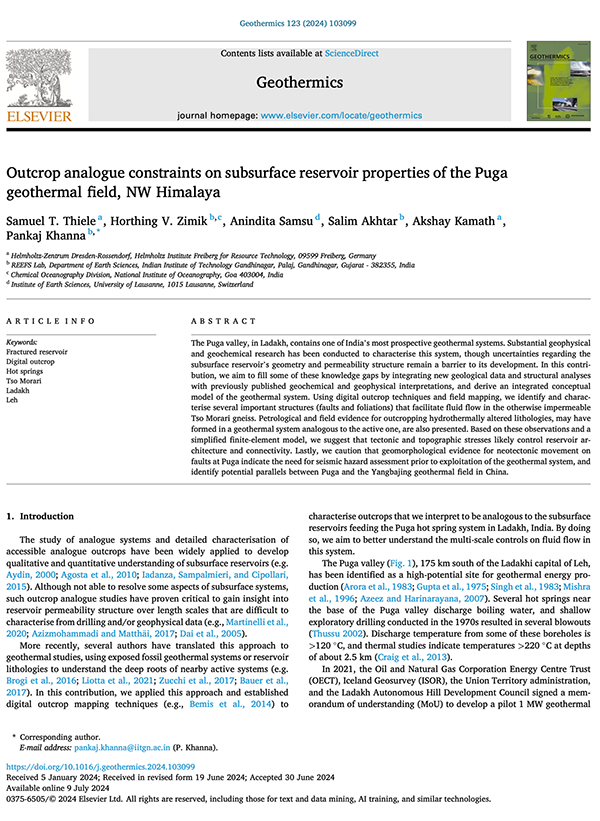 Geothermics 123 (2024) 103099
Contents lists available at ScienceDirect
Geothermics
journal homepage: www.elsevier.com/locate/geothermics
ELSEVIER
GEOTHERMICS
Outcrop analogue constraints on subsurface reservoir properties of the Puga
geothermal field, NW Himalaya
Samuel T. Thiele a, Horthing V. Zimik b,c, Anindita Samsu d, Salim Akhtar b, Akshay Kamath a,
Pankaj Khanna b,*
a Helmholtz-Zentrum Dresden-Rossendorf, Helmholtz Institute Freiberg for Resource Technology, 09599 Freiberg, Germany
b REEFS Lab, Department of Earth Sciences, Indian Institute of Technology Gandhinagar, Palaj, Gandhinagar, Gujarat - 382355, India
c Chemical Oceanography Division, National Institute of Oceanography, Goa 403004, India
d Institute of Earth Sciences, University of Lausanne, 1015 Lausanne, Switzerland
ARTICLE INFO
Keywords:
Fractured reservoir
Digital outcrop
Hot springs
Tso Morari
Ladakh
Leh
ABSTRACT
The Puga valley, in Ladakh, contains one of India's most prospective geothermal systems. Substantial geophysical
and geochemical research has been conducted to characterise this system, though uncertainties regarding the
subsurface reservoir's geometry and permeability structure remain a barrier to its development. In this contri-
bution, we aim to fill some of these knowledge gaps by integrating new geological data and structural analyses
with previously published geochemical and geophysical interpretations, and derive an integrated conceptual
model of the geothermal system. Using digital outcrop techniques and field mapping, we identify and charac-
terise several important structures (faults and foliations) that facilitate fluid flow in the otherwise impermeable
Tso Morari gneiss. Petrological and field evidence for outcropping hydrothermally altered lithologies, may have
formed in a geothermal system analogous to the active one, are also presented. Based on these observations and a
simplified finite-element model, we suggest that tectonic and topographic stresses likely control reservoir ar-
chitecture and connectivity. Lastly, we caution that geomorphological evidence for neotectonic movement on
faults at Puga indicate the need for seismic hazard assessment prior to exploitation of the geothermal system, and
identify potential parallels between Puga and the Yangbajing geothermal field in China.
1. Introduction
The study of analogue systems and detailed characterisation of
accessible analogue outcrops have been widely applied to develop
qualitative and quantitative understanding of subsurface reservoirs (e.g.
Aydin, 2000; Agosta et al., 2010; Iadanza, Sampalmieri, and Cipollari,
2015). Although not able to resolve some aspects of subsurface systems,
such outcrop analogue studies have proven critical to gain insight into
reservoir permeability structure over length scales that are difficult to
characterise from drilling and/or geophysical data (e.g., Martinelli et al.,
2020; Azizmohammadi and Matthäi, 2017; Dai et al., 2005).
More recently, several authors have translated this approach to
geothermal studies, using exposed fossil geothermal systems or reservoir
lithologies to understand the deep roots of nearby active systems (e.g.
Brogi et al., 2016; Liotta et al., 2021; Zucchi et al., 2017; Bauer et al.,
2017). In this contribution, we applied this approach and established
digital outcrop mapping techniques (e.g., Bemis et al., 2014) to
characterise outcrops that we interpret to be analogous to the subsurface
reservoirs feeding the Puga hot spring system in Ladakh, India. By doing
so, we aim to better understand the multi-scale controls on fluid flow in
this system.
The Puga valley (Fig. 1), 175 km south of the Ladakhi capital of Leh,
has been identified as a high-potential site for geothermal energy pro-
duction (Arora et al., 1983; Gupta et al., 1975; Singh et al., 1983; Mishra
et al., 1996; Azeez and Harinarayana, 2007). Several hot springs near
the base of the Puga valley discharge boiling water, and shallow
exploratory drilling conducted in the 1970s resulted in several blowouts
(Thussu 2002). Discharge temperature from some of these boreholes is
>120 °C, and thermal studies indicate temperatures >220 °C at depths
of about 2.5 km (Craig et al., 2013).
In 2021, the Oil and Natural Gas Corporation Energy Centre Trust
(OECT), Iceland Geosurvey (ISOR), the Union Territory administration,
and the Ladakh Autonomous Hill Development Council signed a mem-
orandum of understanding (MoU) to develop a pilot 1 MW geothermal
* Corresponding author.
E-mail address: pankaj.khanna@iitgn.ac.in (P. Khanna).
https://doi.org/10.1016/j.geothermics.2024.103099
Received 5 January 2024; Received in revised form 19 June 2024; Accepted 30 June 2024
Available online 9 July 2024
0375-6505/© 2024 Elsevier Ltd. All rights are reserved, including those for text and data mining, AI training, and similar technologies.